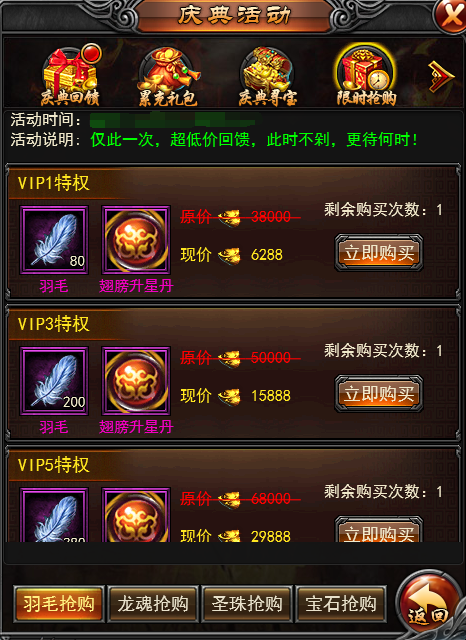 庆典活动
庆典回馈 累充礼包 庆典寻宝 限时抢购
活动时间：
活动说明：仅此一次，超低价回馈，此时不剁，更待何时！
VIP1特权
剩余购买次数：1
原价 38000
80
现价 6288
立即购买
羽毛 翅膀升星丹
VIP3特权
剩余购买次数：1
原价 50000
200
现价 15888
立即购买
羽毛 翅膀升星丹
VIP5特权
剩余购买次数：1
原价 68000
现价 29888
立即购买
羽毛抢购 龙魂抢购 圣珠抢购 宝石抢购 返回